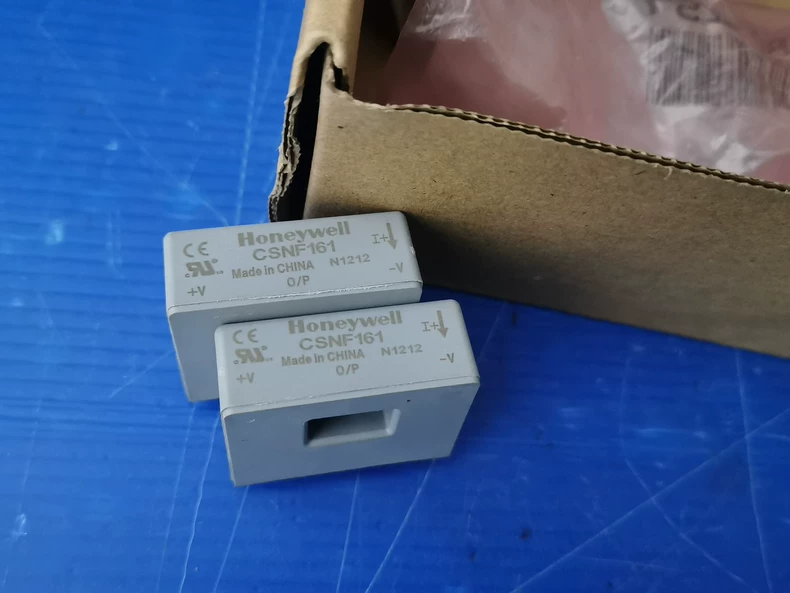 CE Honeywell I+
CSNF161
Made in CHINA N1212
+V O/P -V
CE Honeywell I+
CSNF161
Made in CHINA N1212
+V O/P -V